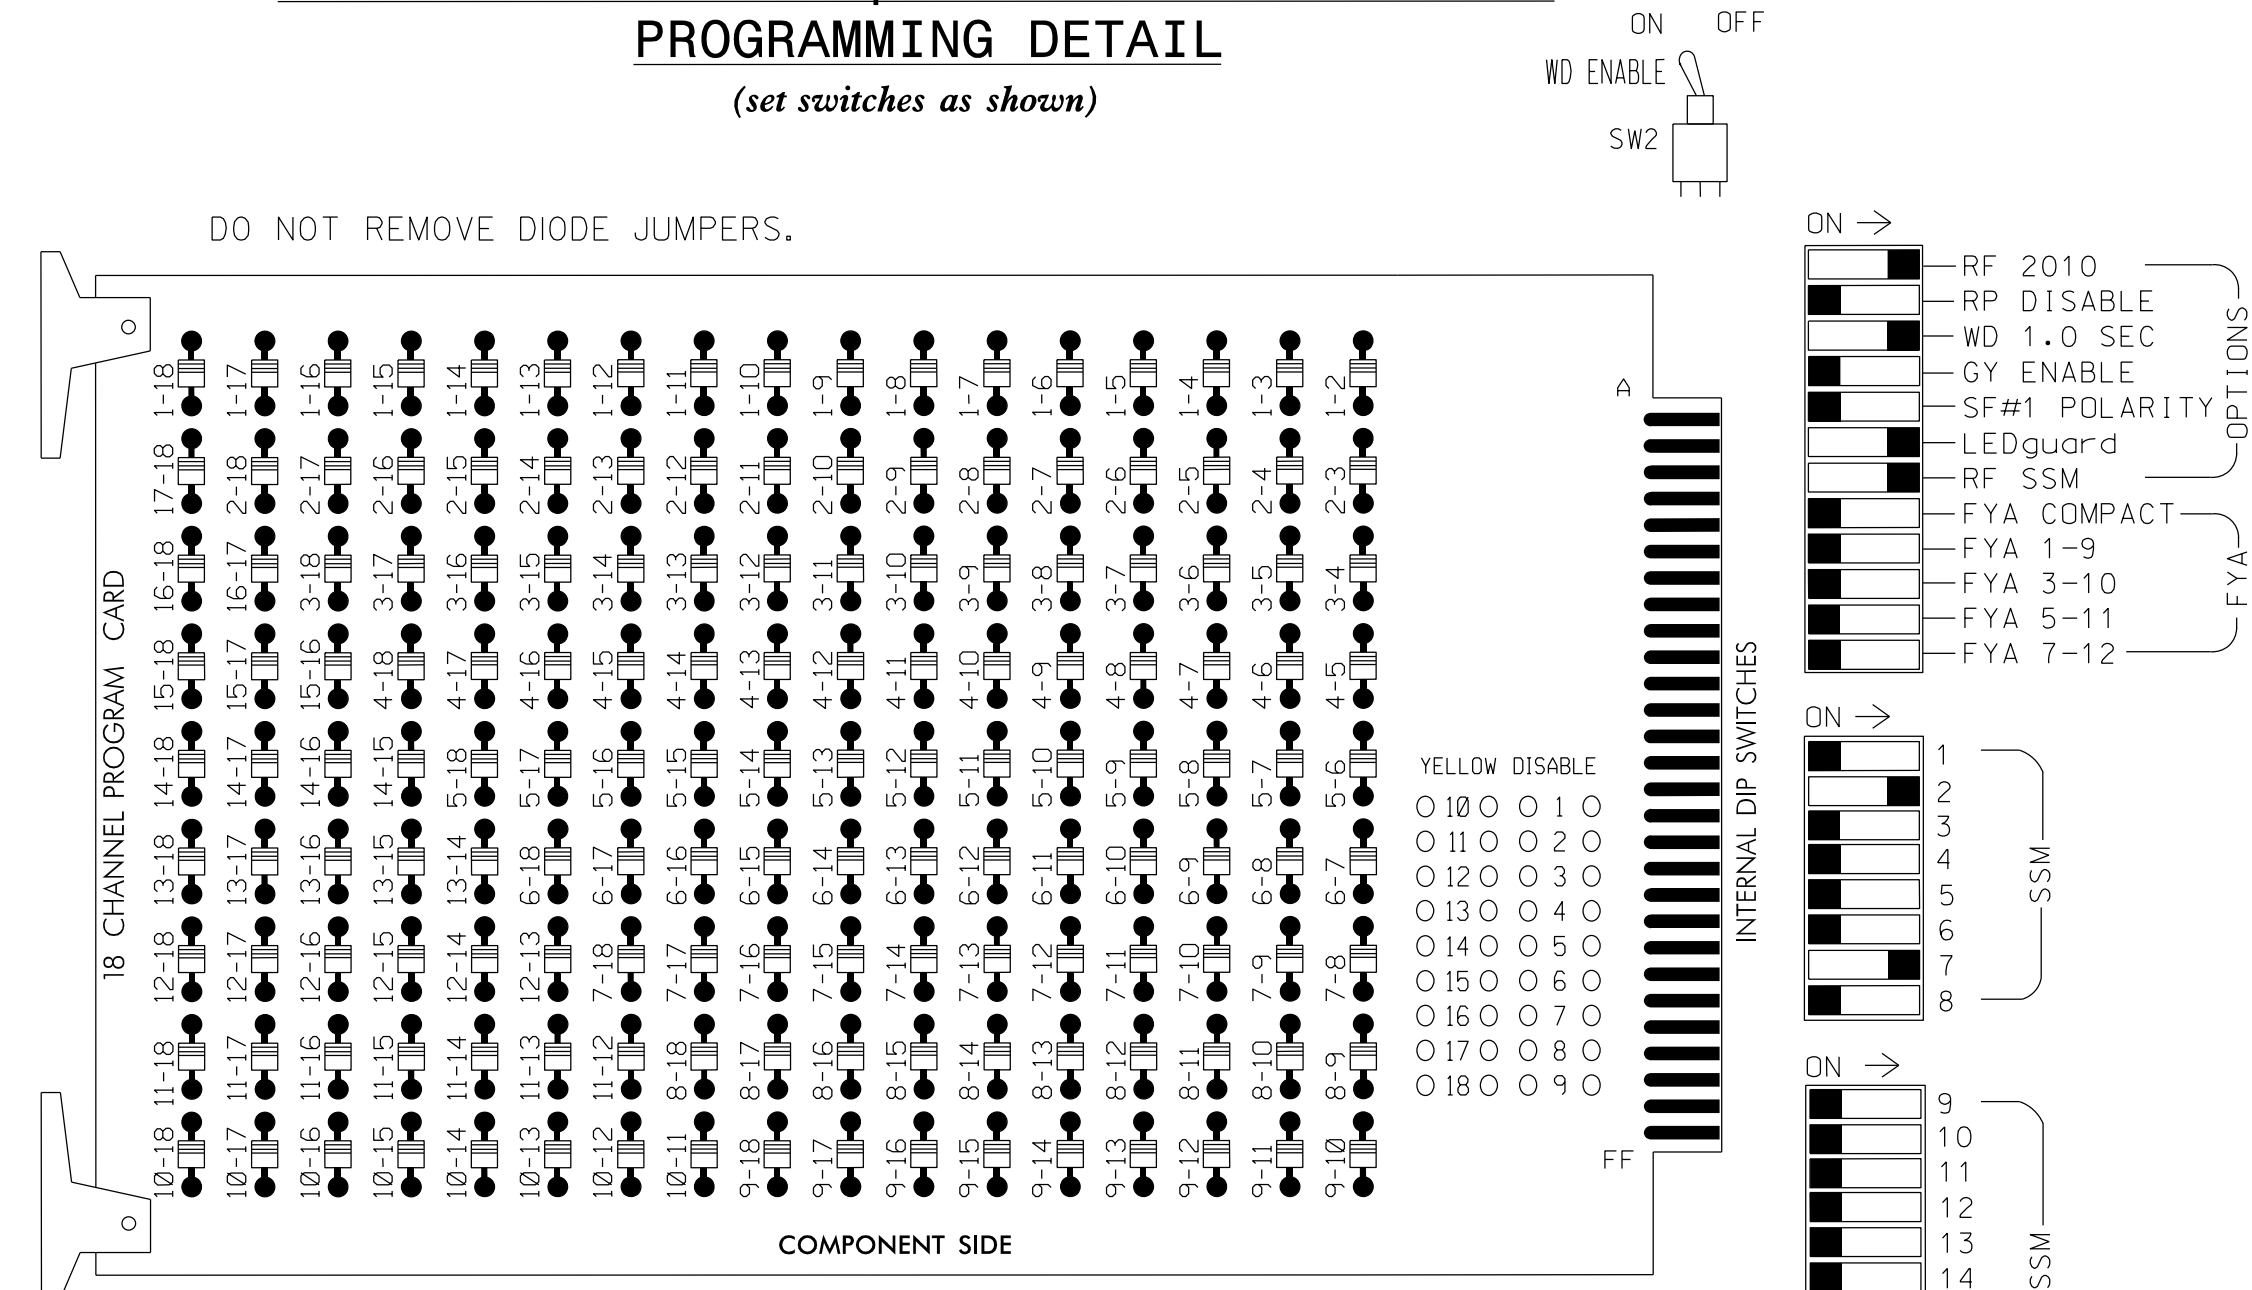 PROGRAMMING DETAIL
(set switches as shown)
ON OFF
WD ENABLE
SW2
DO NOT REMOVE DIODE JUMPERS.
18 CHANNEL PROGRAM CARD
1-18 1-17 1-16 1-15 1-14 1-13 1-12 1-11 1-10 1-9 1-8 1-7 1-6 1-5 1-4 1-3 1-2
17-18 2-18 2-17 2-16 2-15 2-14 2-13 2-12 2-11 2-10 2-9 2-8 2-7 2-6 2-5 2-4 2-3
16-18 16-17 3-18 3-17 3-16 3-15 3-14 3-13 3-12 3-11 3-10 3-9 3-8 3-7 3-6 3-5 3-4
15-18 15-17 15-16 4-18 4-17 4-16 4-15 4-14 4-13 4-12 4-11 4-10 4-9 4-8 4-7 4-6 4-5
14-18 14-17 14-16 14-15 5-18 5-17 5-16 5-15 5-14 5-13 5-12 5-11 5-10 5-9 5-8 5-7 5-6
13-18 13-17 13-16 13-15 13-14 6-18 6-17 6-16 6-15 6-14 6-13 6-12 6-11 6-10 6-9 6-8 6-7
12-18 12-17 12-16 12-15 12-14 12-13 7-18 7-17 7-16 7-15 7-14 7-13 7-12 7-11 7-10 7-9 7-8
11-18 11-17 11-16 11-15 11-14 11-13 11-12 8-18 8-17 8-16 8-15 8-14 8-13 8-12 8-11 8-10 8-9
10-18 10-17 10-16 10-15 10-14 10-13 10-12 10-11 9-18 9-17 9-16 9-15 9-14 9-13 9-12 9-11 9-10
COMPONENT SIDE
YELLOW DISABLE
10 1
11 2
12 3
13 4
14 5
15 6
16 7
17 8
18 9
A
FF
INTERNAL DIP SWITCHES
ON
RF 2010
RP DISABLE
WD 1.0 SEC
GY ENABLE
SF#1 POLARITY
LEDguard
RF SSM
OPTIONS
FYA COMPACT
FYA 1-9
FYA 3-10
FYA 5-11
FYA 7-12
FYA
ON
1
2
3
4
5
6
7
8
SSM
ON
9
10
11
12
13
14
SSM